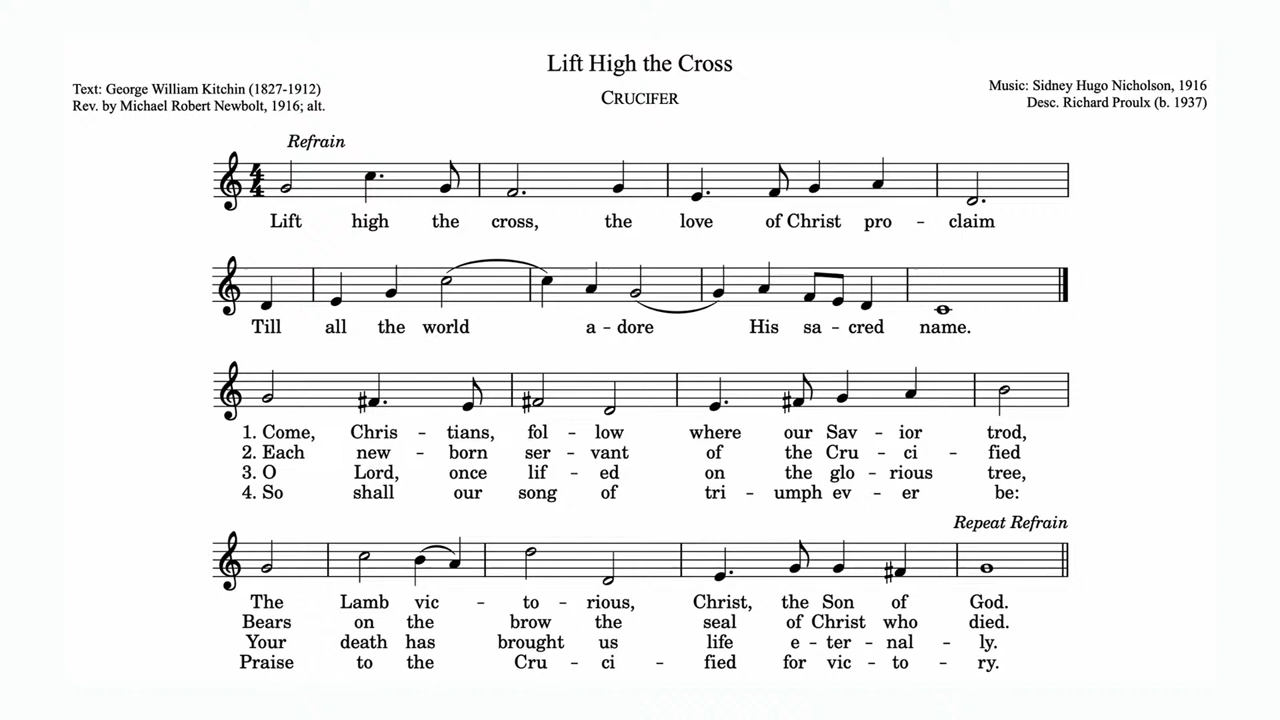 Lift High the Cross
Text: George William Kitchin (1827-1912)
Rev. by Michael Robert Newbolt, 1916; alt.
CRUCIFER
Music: Sidney Hugo Nicholson, 1916
Desc. Richard Proulx (b. 1937)
Refrain
4
4
Lift high the cross, the love of Christ pro - claim
Till all the world a - dore His sa - cred name.
1. Come, Chris - tians, fol - low where our Sav - ior trod,
2. Each new - born ser - vant of the Cru - ci - fied
3. O Lord, once lif - ed on the glo - rious tree,
4. So shall our song of tri - umph ev - er be:
Repeat Refrain
The Lamb vic - to - rious, Christ, the Son of God.
Bears on the brow the seal of Christ who died.
Your death has brought us life e - ter - nal - ly.
Praise to the Cru - ci - fied for vic - to - ry.